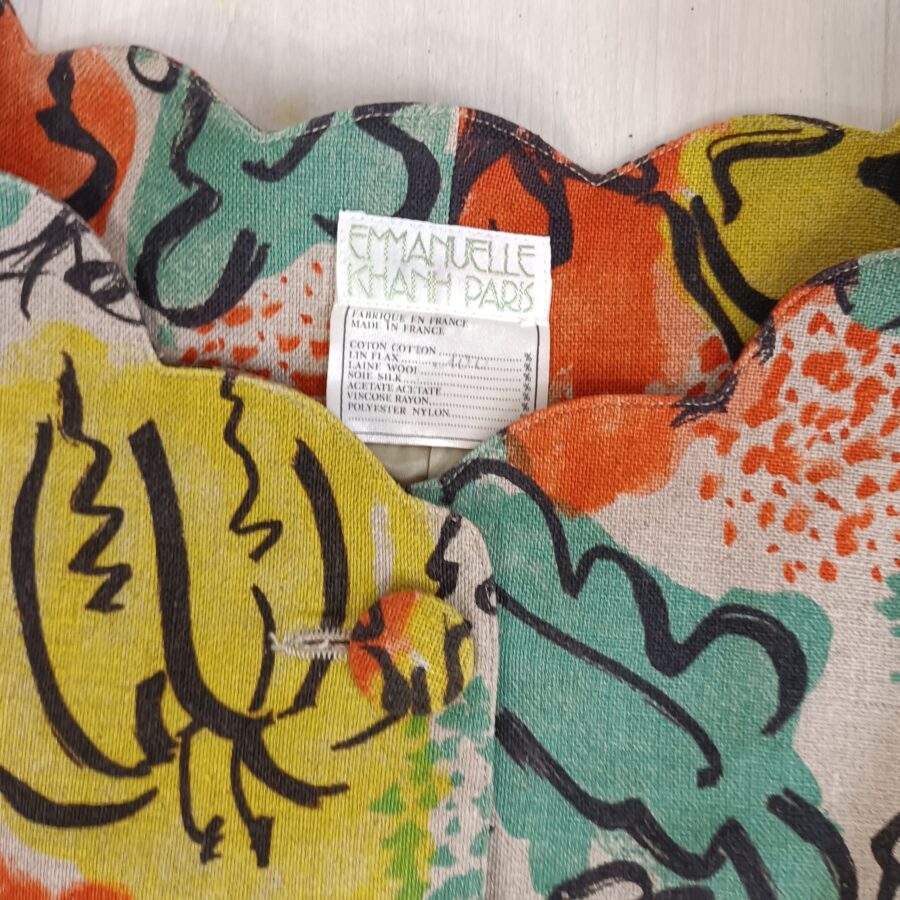 EMMANUELLE
KHANH PARIS
FABRIQUE EN FRANCE
MADE IN FRANCE
COTON COTTON %
LIN FLAX %
LAINE WOOL %
SOIE SILK %
ACETATE ACETATE %
VISCOSE RAYON %
POLYESTER NYLON %